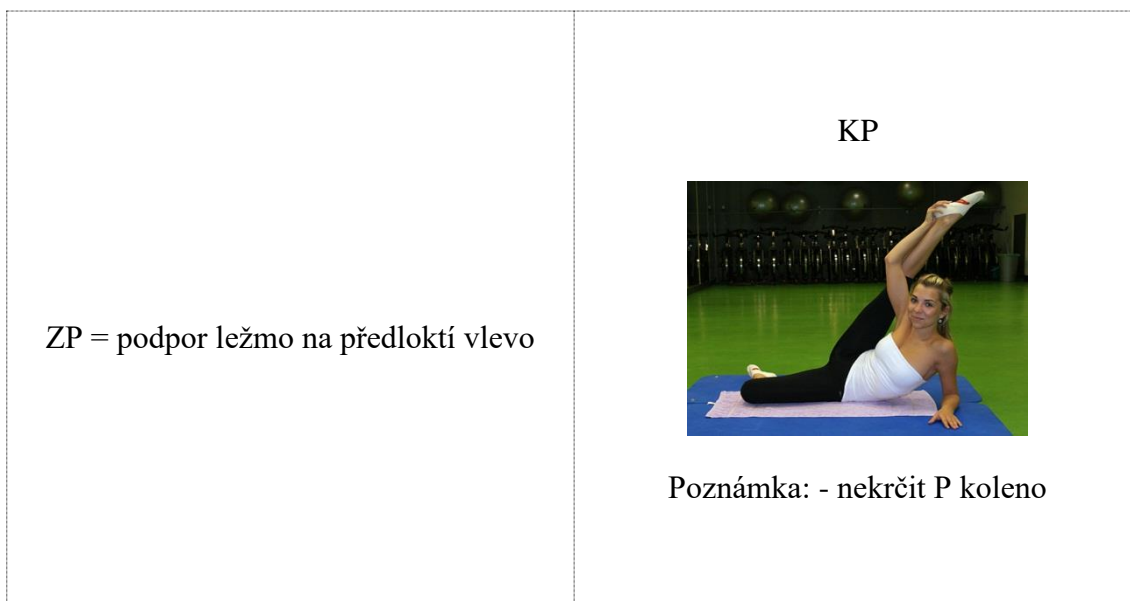 ZP = podpor ležmo na předloktí vlevo
KP
Poznámka: - nekrčit P koleno